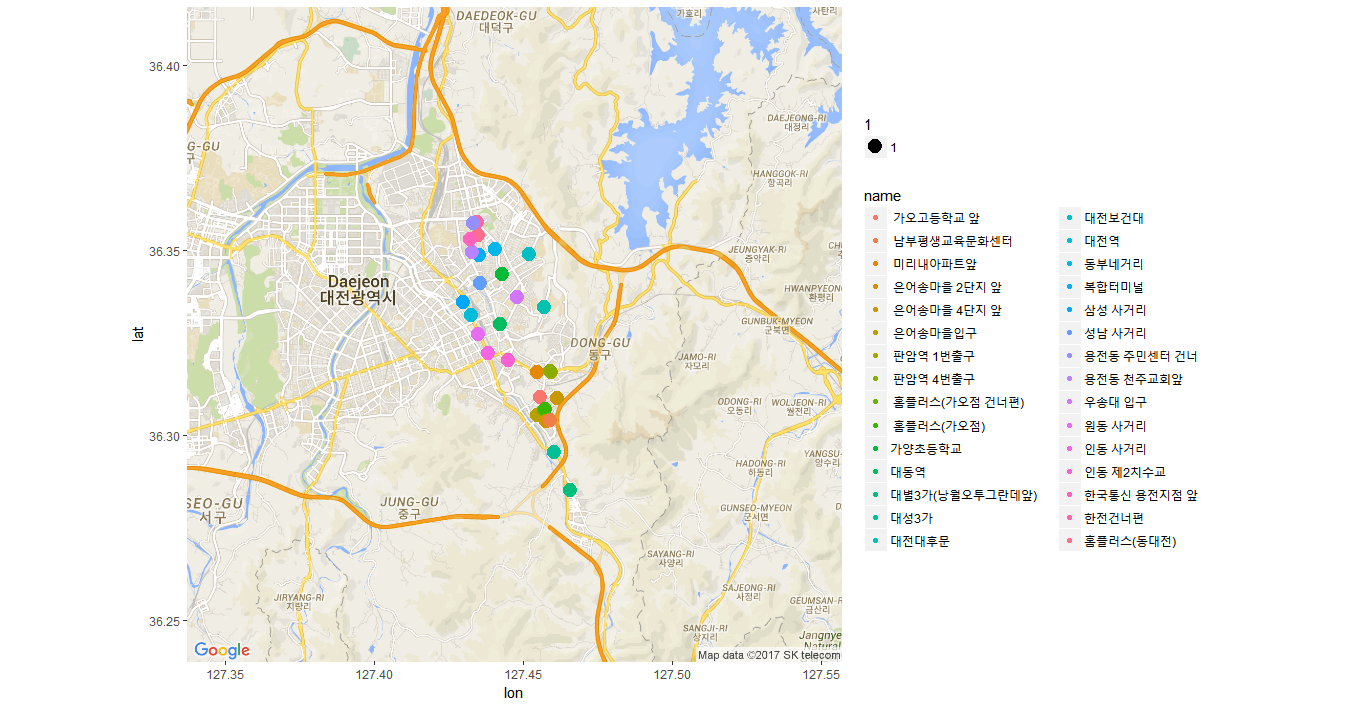 DAEDEOK-GU
대덕구
가호리
사탄리
36.40
DAEJEONG-RI
대정리
G-GU
구
HANGGOK-RI
항곡리
36.35
JEUNGYAK-RI
증약리
Daejeon
대전광역시
HWANPYEONG
환평리
GUNBUK-MYEON
군북면
lat
DONG-GU
동구
JAMO-RI
자모리
ODONG-RI
오동리
WOLJEON-RI
월전리
36.30
YANGSU-
양수리
HADONG-RI
하동리
SEO-GU
서구
JUNG-GU
중구
GUNSEO-MYEON
군서면
SAYANG-RI
사양리
SAJEONG-RI
사정리
JIRYANG-RI
지량리
GEUMSAN-R
금산리
36.25
SANGJI-RI
상지리
Jangnye
Natural
Google
Map data ©2017 SK telecom
127.35
127.40
127.45
127.50
127.55
lon
1
1
name
가오고등학교 앞
남부평생교육문화센터
미리내아파트앞
은어송마을 2단지 앞
은어송마을 4단지 앞
은어송마을입구
판암역 1번출구
판암역 4번출구
홈플러스(가오점 건너편)
홈플러스(가오점)
가양초등학교
대동역
대별3가(낭월오투그란데앞)
대성3가
대전대후문
대전보건대
대전역
동부네거리
복합터미널
삼성 사거리
성남 사거리
용전동 주민센터 건너
용전동 천주교회앞
우송대 입구
원동 사거리
인동 사거리
인동 제2치수교
한국통신 용전지점 앞
한전건너편
홈플러스(동대전)